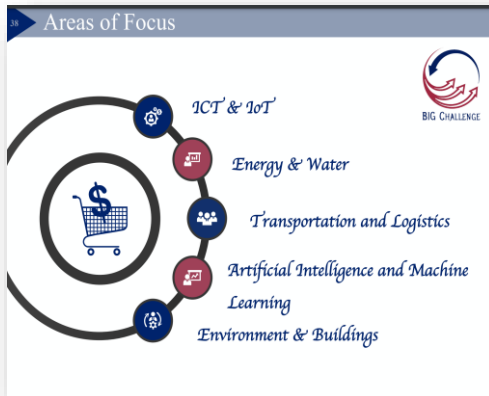 38
Areas of Focus
BIG CHALLENGE
ICT & IoT
Energy & Water
Transportation and Logistics
Artificial Intelligence and Machine
Learning
Environment & Buildings
$